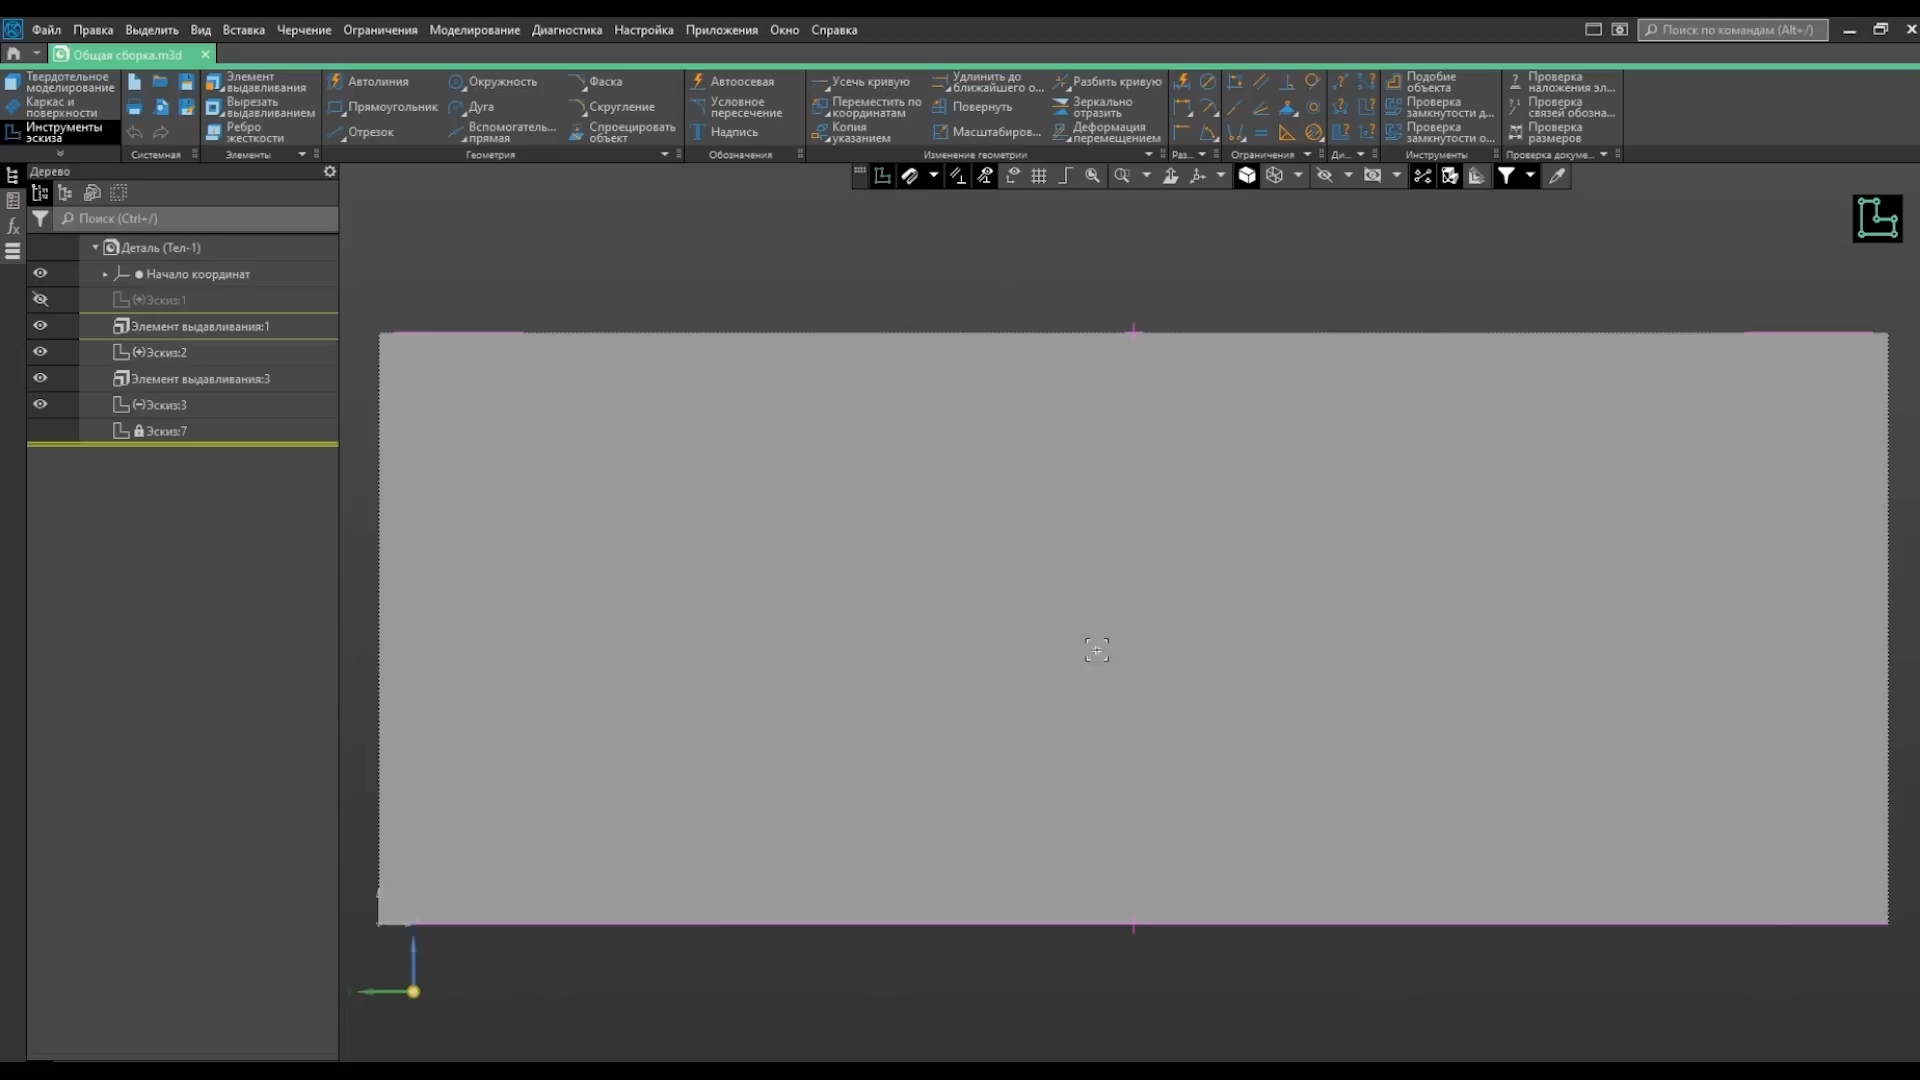 Файл Правка Выделить Вид Вставка Черчение Ограничения Моделирование Диагностика Настройка Приложения Окно Справка
Поиск по командам (Alt+/)
Общая сборка.m3d
Твердотельное моделирование
Каркас и поверхности
Инструменты эскиза
Системная
Элемент выдавливания
Вырезать выдавливанием
Ребро жесткости
Элементы
Автолиния
Прямоугольник
Отрезок
Окружность
Дуга
Вспомогатель... прямая
Фаска
Скругление
Спроецировать объект
Геометрия
Автоосевая
Условное пересечение
Надпись
Обозначения
Усечь кривую
Переместить по координатам
Копия указанием
Удлинить до ближайшего о...
Повернуть
Масштабиров...
Разбить кривую
Зеркально отразить
Деформация перемещением
Изменение геометрии
Раз...
Ограничения
Ди...
Подобие объекта
Проверка замкнутости д...
Проверка замкнутости о...
Инструменты
Проверка наложения эл...
Проверка связей обозна...
Проверка размеров
Проверка докуме...
Дерево
Поиск (Ctrl+/)
Деталь (Тел-1)
Начало координат
(+)Эскиз:1
Элемент выдавливания:1
(+)Эскиз:2
Элемент выдавливания:3
(-)Эскиз:3
Эскиз:7